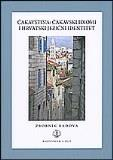 ČAKAVŠTINA: ČAKAVSKI IDIOMI
I HRVATSKI JEZIČNI IDENTITET
ZBORNIK RADOVA